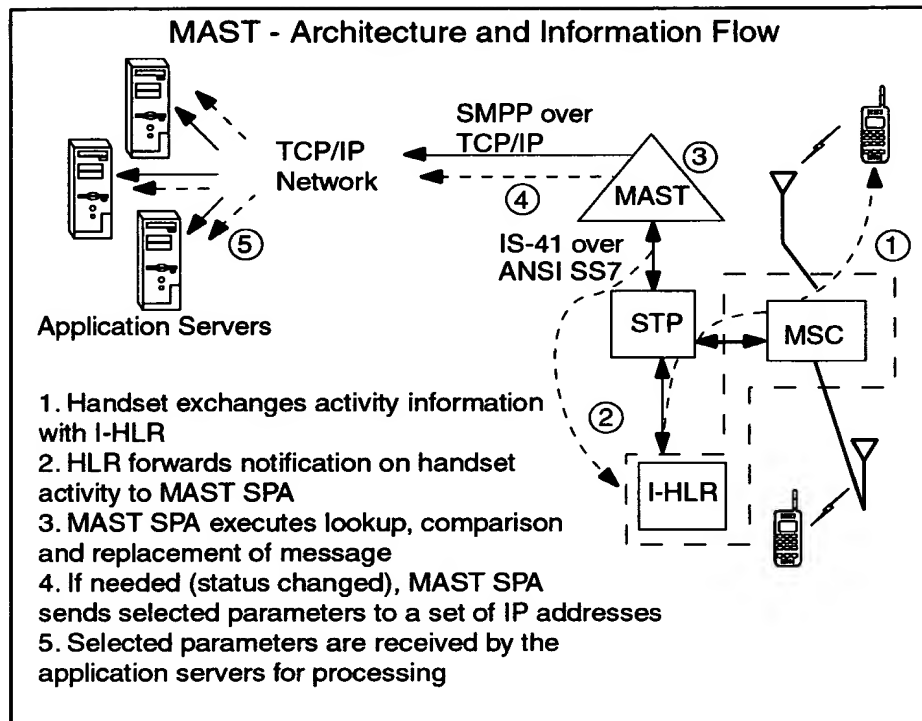 MAST - Architecture and Information Flow
SMPP over
TCP/IP
TCP/IP
Network
3
MAST
4
1
IS-41 over
ANSI SS7
5
Application Servers
STP
MSC
2
I-HLR
1. Handset exchanges activity information
with I-HLR
2. HLR forwards notification on handset
activity to MAST SPA
3. MAST SPA executes lookup, comparison
and replacement of message
4. If needed (status changed), MAST SPA
sends selected parameters to a set of IP addresses
5. Selected parameters are received by the
application servers for processing